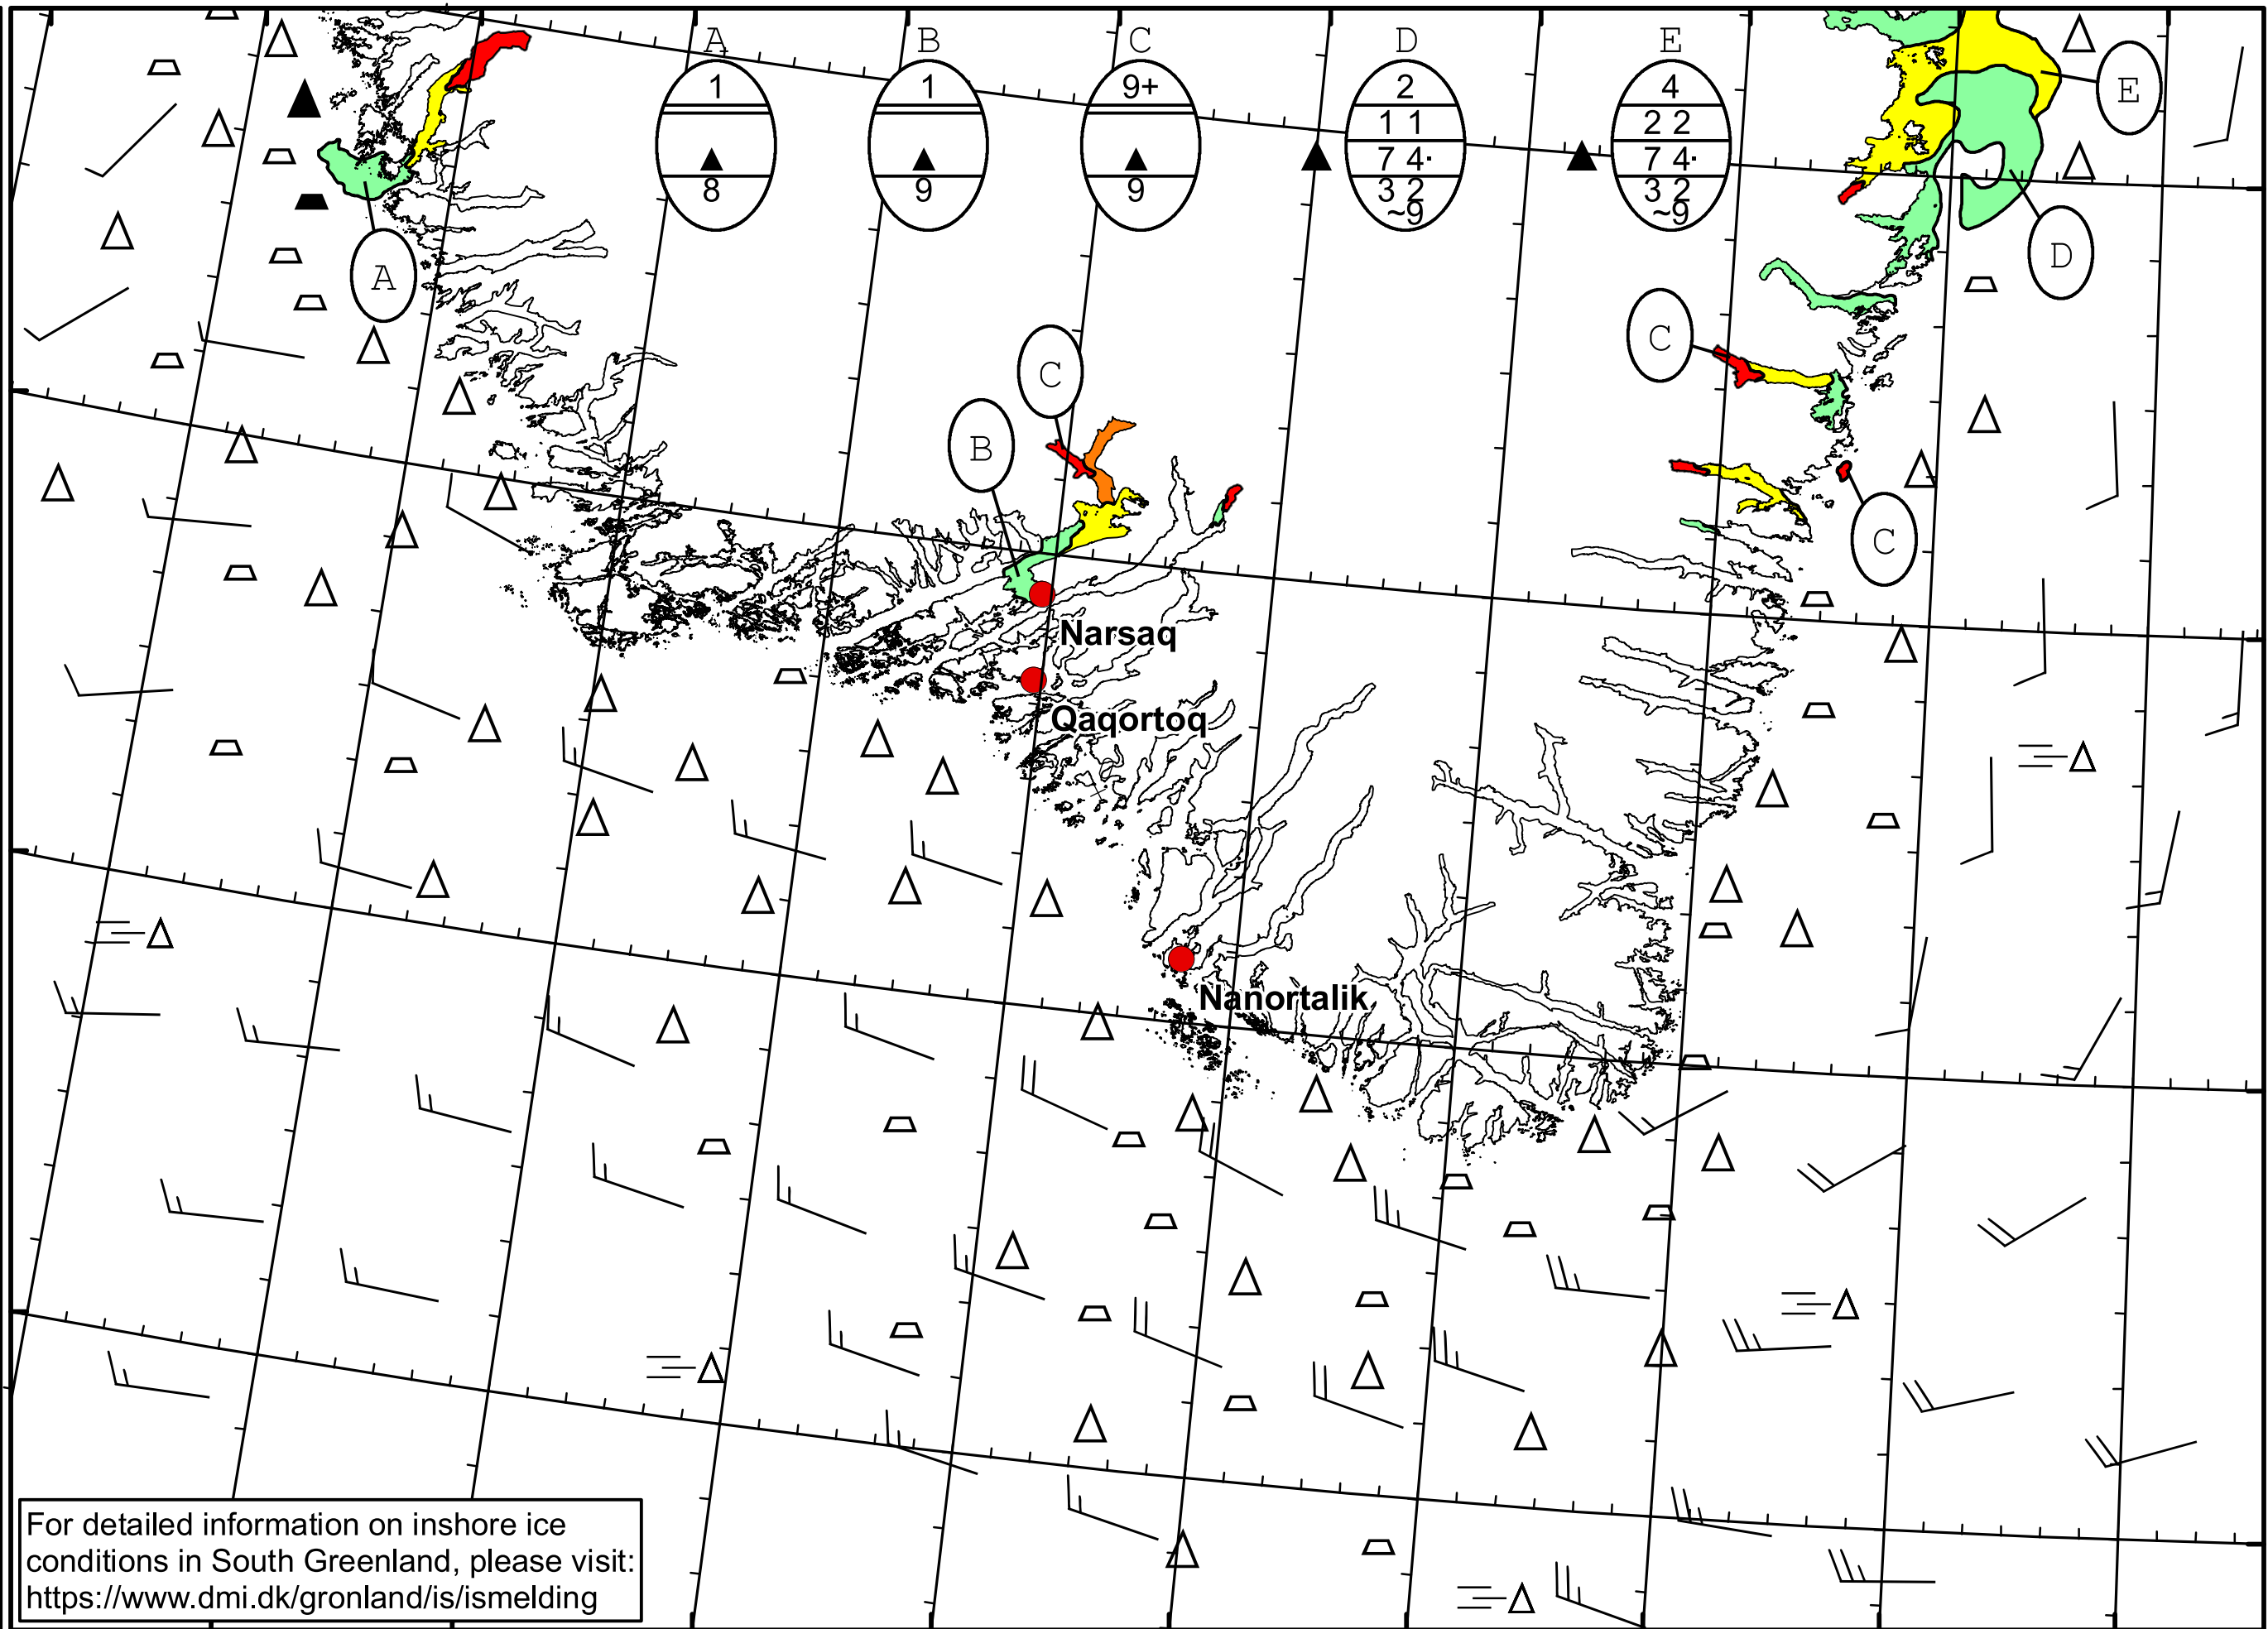 A
B
C
D
E
1
8
1
9
9+
9
2
1 1
7 4·
3 2
~9
4
2 2
7 4·
3 2
~9
E
D
A
C
C
B
C
Narsaq
Qaqortoq
Nanortalik
For detailed information on inshore ice
conditions in South Greenland, please visit:
https://www.dmi.dk/gronland/is/ismelding